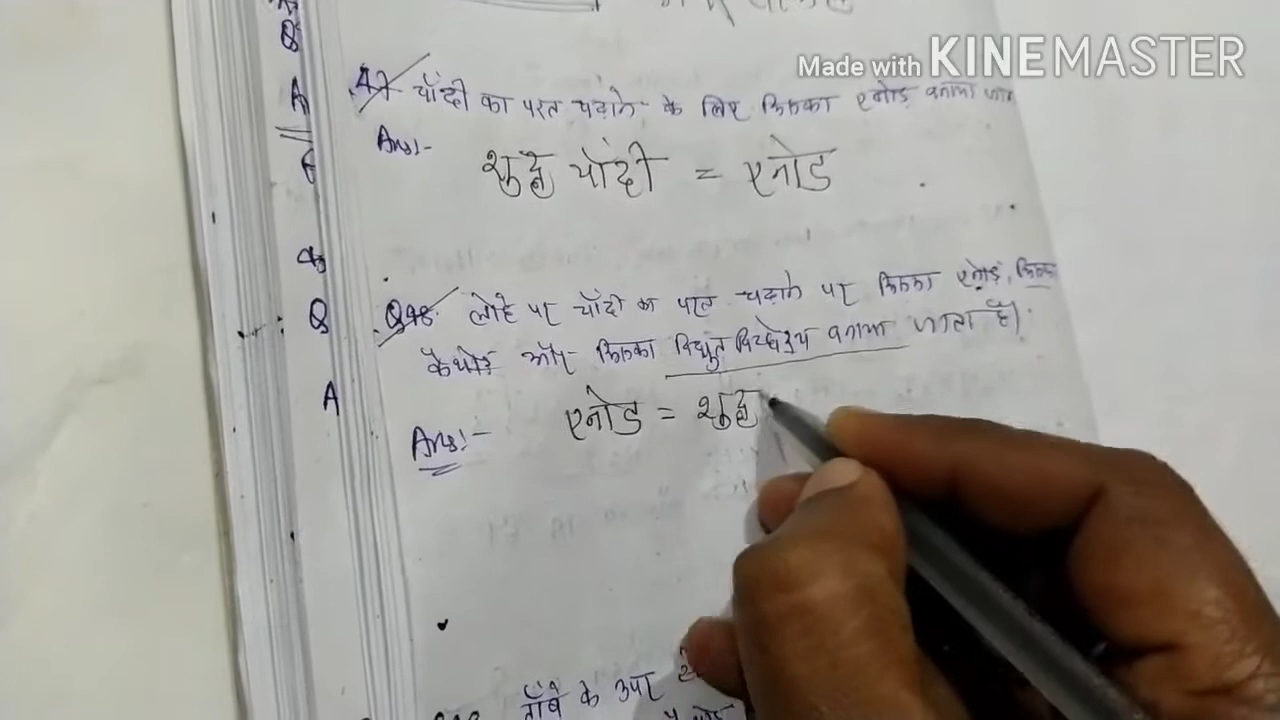 Made with KINEMASTER
Q
A
47 चाँदी का परत चढ़ाने के लिए किसका एनोड बनाया जाता
Ans:- शुद्ध चाँदी = एनोड
Q
Q48. लोहे पर चाँदी का परत चढ़ाने पर किसका एनोड, किसका
कैथोड और किसका विद्युत विच्छेद्य बनाया जाता है।
A
Ans:- एनोड = शुद्ध
ताँबे के उपर